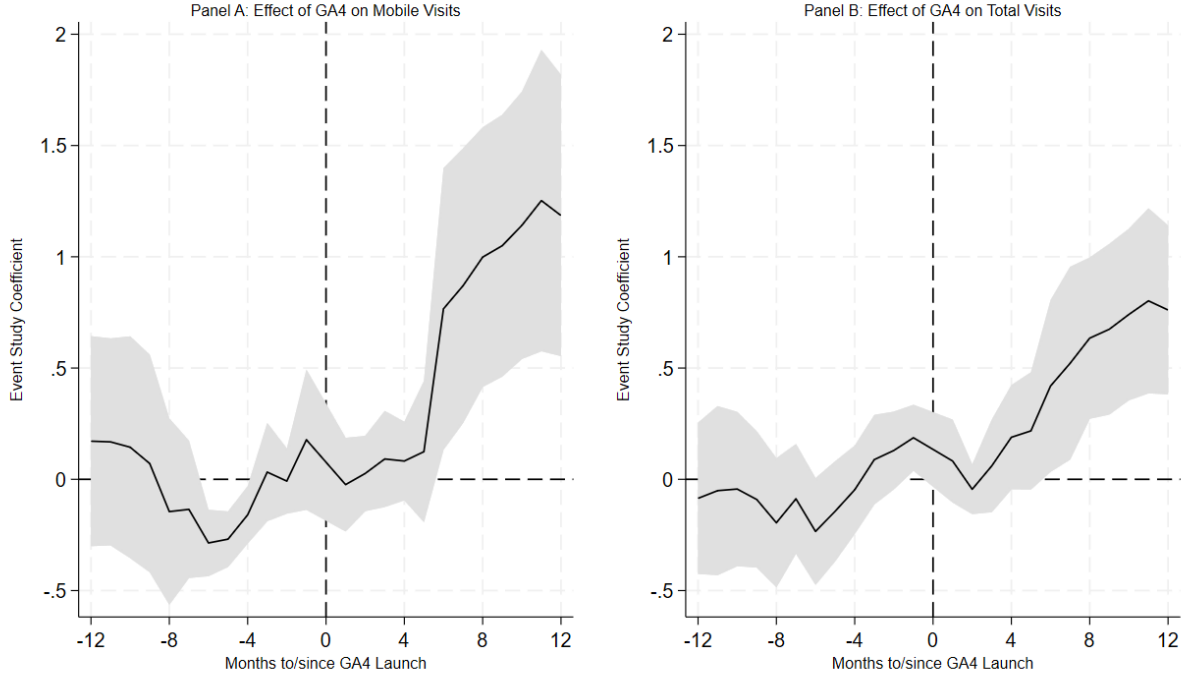 Panel A: Effect of GA4 on Mobile Visits
2
1.5
1
.5
0
-.5
Event Study Coefficient
-12 -8 -4 0 4 8 12
Months to/since GA4 Launch
Panel B: Effect of GA4 on Total Visits
2
1.5
1
.5
0
-.5
Event Study Coefficient
-12 -8 -4 0 4 8 12
Months to/since GA4 Launch